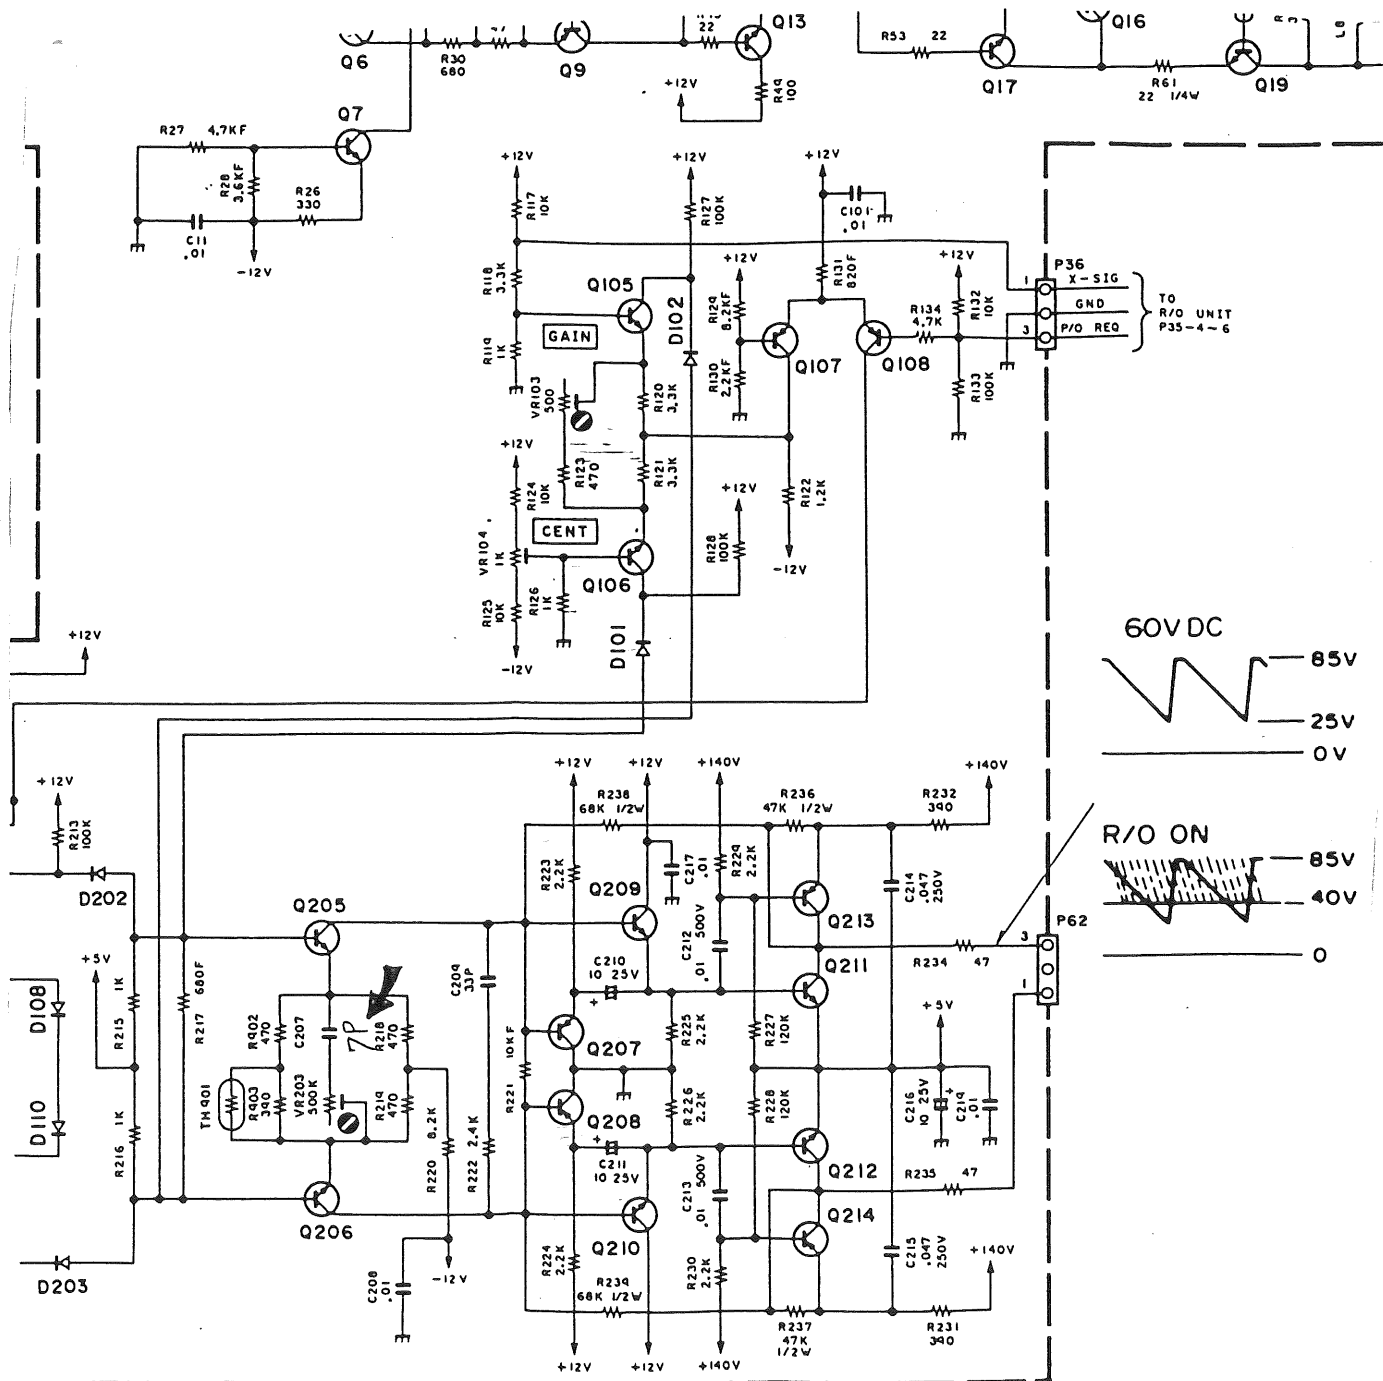 Q6
R30
680
Q9
22
Q13
+12V
R49
100
R53 22
Q17
Q16
R61
22 1/4W
Q19
R
3
L8
R27 4.7KF
Q7
R28
3.6KF
R26
330
C11
.01
-12V
+12V
R117
10K
+12V
R127
100K
+12V
C101
.01
R118
3.3K
Q105
GAIN
R119
1K
D102
+12V
R129
8.2KF
R130
2.2KF
R131
820F
Q107
Q108
R134
4.7K
+12V
R132
10K
R133
100K
P36
1 X-SIG
GND
3 P/O REQ
TO
R/O UNIT
P35-4~6
VR103
500
R120
3.3K
+12V
R123
470
R121
3.3K
R124
10K
CENT
VR104
1K
Q106
R126
1K
R125
10K
-12V
D101
+12V
R128
100K
R122
1.2K
-12V
+12V
60V DC
85V
25V
0V
R/O ON
85V
40V
0
+12V
R213
100K
D202
+5V
D108
D110
R215 1K
R216 1K
D203
R217 680F
Q205
R902
470
C207
7P
R218
470
TH901
R903
390
VR203
500K
R219
470
Q206
R220 8.2K
C208
.01
-12V
C209
33P
R222 2.4K
R221 10KF
+12V
R238
68K 1/2W
+12V
R223
2.2K
Q209
C217
.01
C210
10 25V
Q207
Q208
C211
10 25V
Q210
R224
2.2K
R239
68K 1/2W
+12V
+12V
+140V
R229
2.2K
C212
.01 500V
R225
2.2K
R226
2.2K
C213
.01 500V
R230
2.2K
+140V
R236
47K 1/2W
Q213
Q211
R227
120K
R228
120K
Q212
Q214
R237
47K
1/2W
R232
390
+140V
C214
.047
250V
R234 47
+5V
C216
10 25V
C219
.01
R235 47
C215
.047
250V
+140V
R231
390
P62
3
1